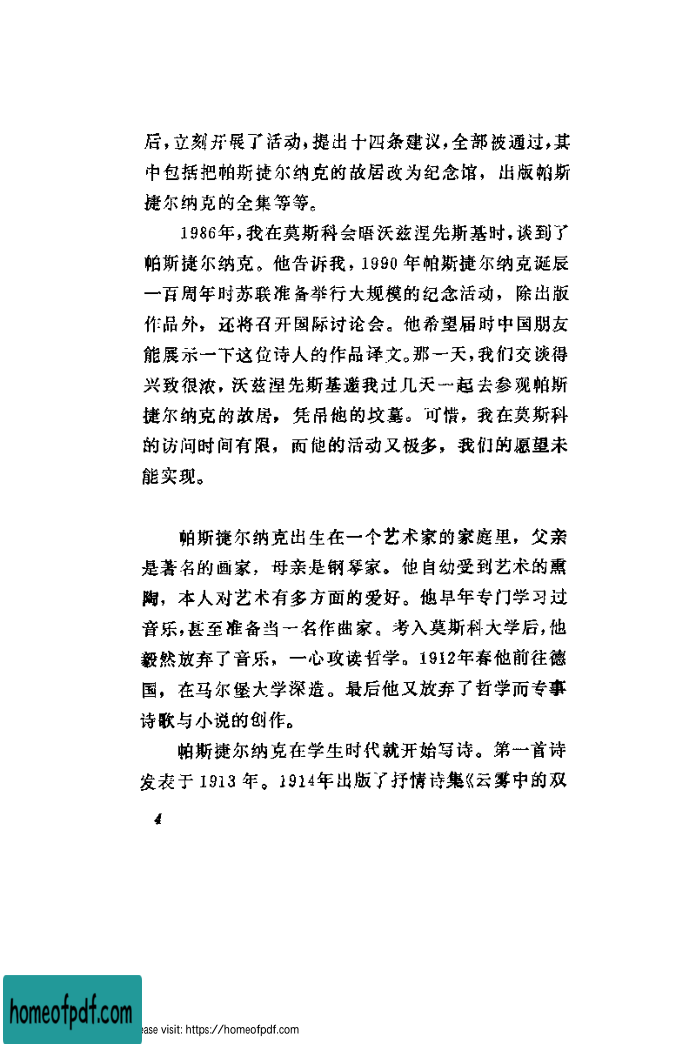 后，立刻开展了活动，提出十四条建议，全部被通过，其
中包括把帕斯捷尔纳克的故居改为纪念馆，出版帕斯
捷尔纳克的全集等等。
1986年，我在莫斯科会晤沃兹涅先斯基时，谈到了
帕斯捷尔纳克。他告诉我，1990年帕斯捷尔纳克诞辰
一百周年时苏联准备举行大规模的纪念活动，除出版
作品外，还将召开国际讨论会。他希望届时中国朋友
能展示一下这位诗人的作品译文。那一天，我们交谈得
兴致很浓，沃兹涅先斯基邀我过几天一起去参观帕斯
捷尔纳克的故居，凭吊他的坟墓。可惜，我在莫斯科
的访问时间有限，而他的活动又极多，我们的愿望未
能实现。
帕斯捷尔纳克出生在一个艺术家的家庭里，父亲
是著名的画家，母亲是钢琴家。他自幼受到艺术的熏
陶，本人对艺术有多方面的爱好。他早年专门学习过
音乐，甚至准备当一名作曲家。考入莫斯科大学后，他
毅然放弃了音乐，一心攻读哲学。1912年春他前往德
国，在马尔堡大学深造。最后他又放弃了哲学而专事
诗歌与小说的创作。
帕斯捷尔纳克在学生时代就开始写诗。第一首诗
发表于1913年。1914年出版了抒情诗集《云雾中的双
4
homeofpdf.com
ease visit: https://homeofpdf.com